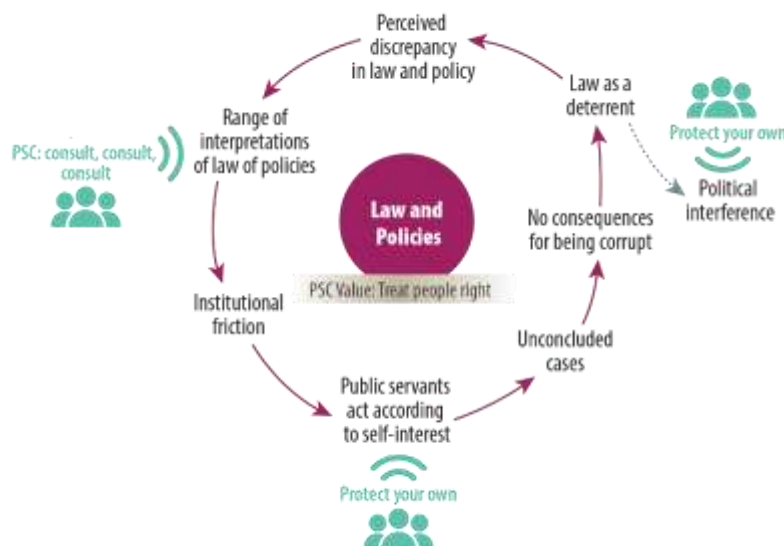 Perceived
discrepancy
in law and policy
Law as a
deterrent
Protect your own
Political
interference
Range of
interpretations
of law of policies
PSC: consult, consult,
consult
Law and
Policies
PSC Value: Treat people right
No consequences
for being corrupt
Institutional
friction
Unconcluded
cases
Public servants
act according
to self-interest
Protect your own